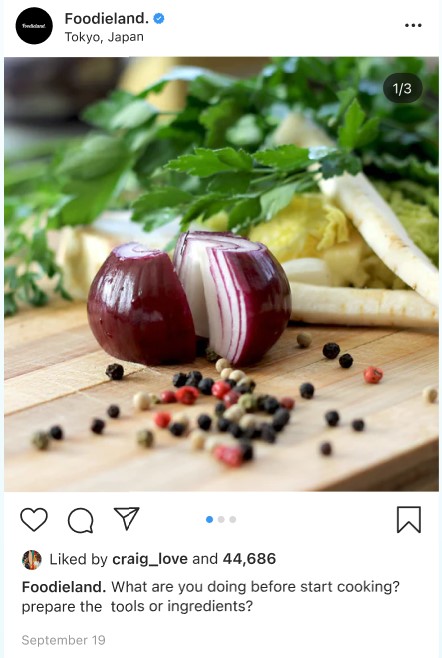 Foodieland.
Foodieland.
Tokyo, Japan
1/3
Liked by craig_love and 44,686
Foodieland. What are you doing before start cooking?
prepare the  tools or ingredients?
September 19